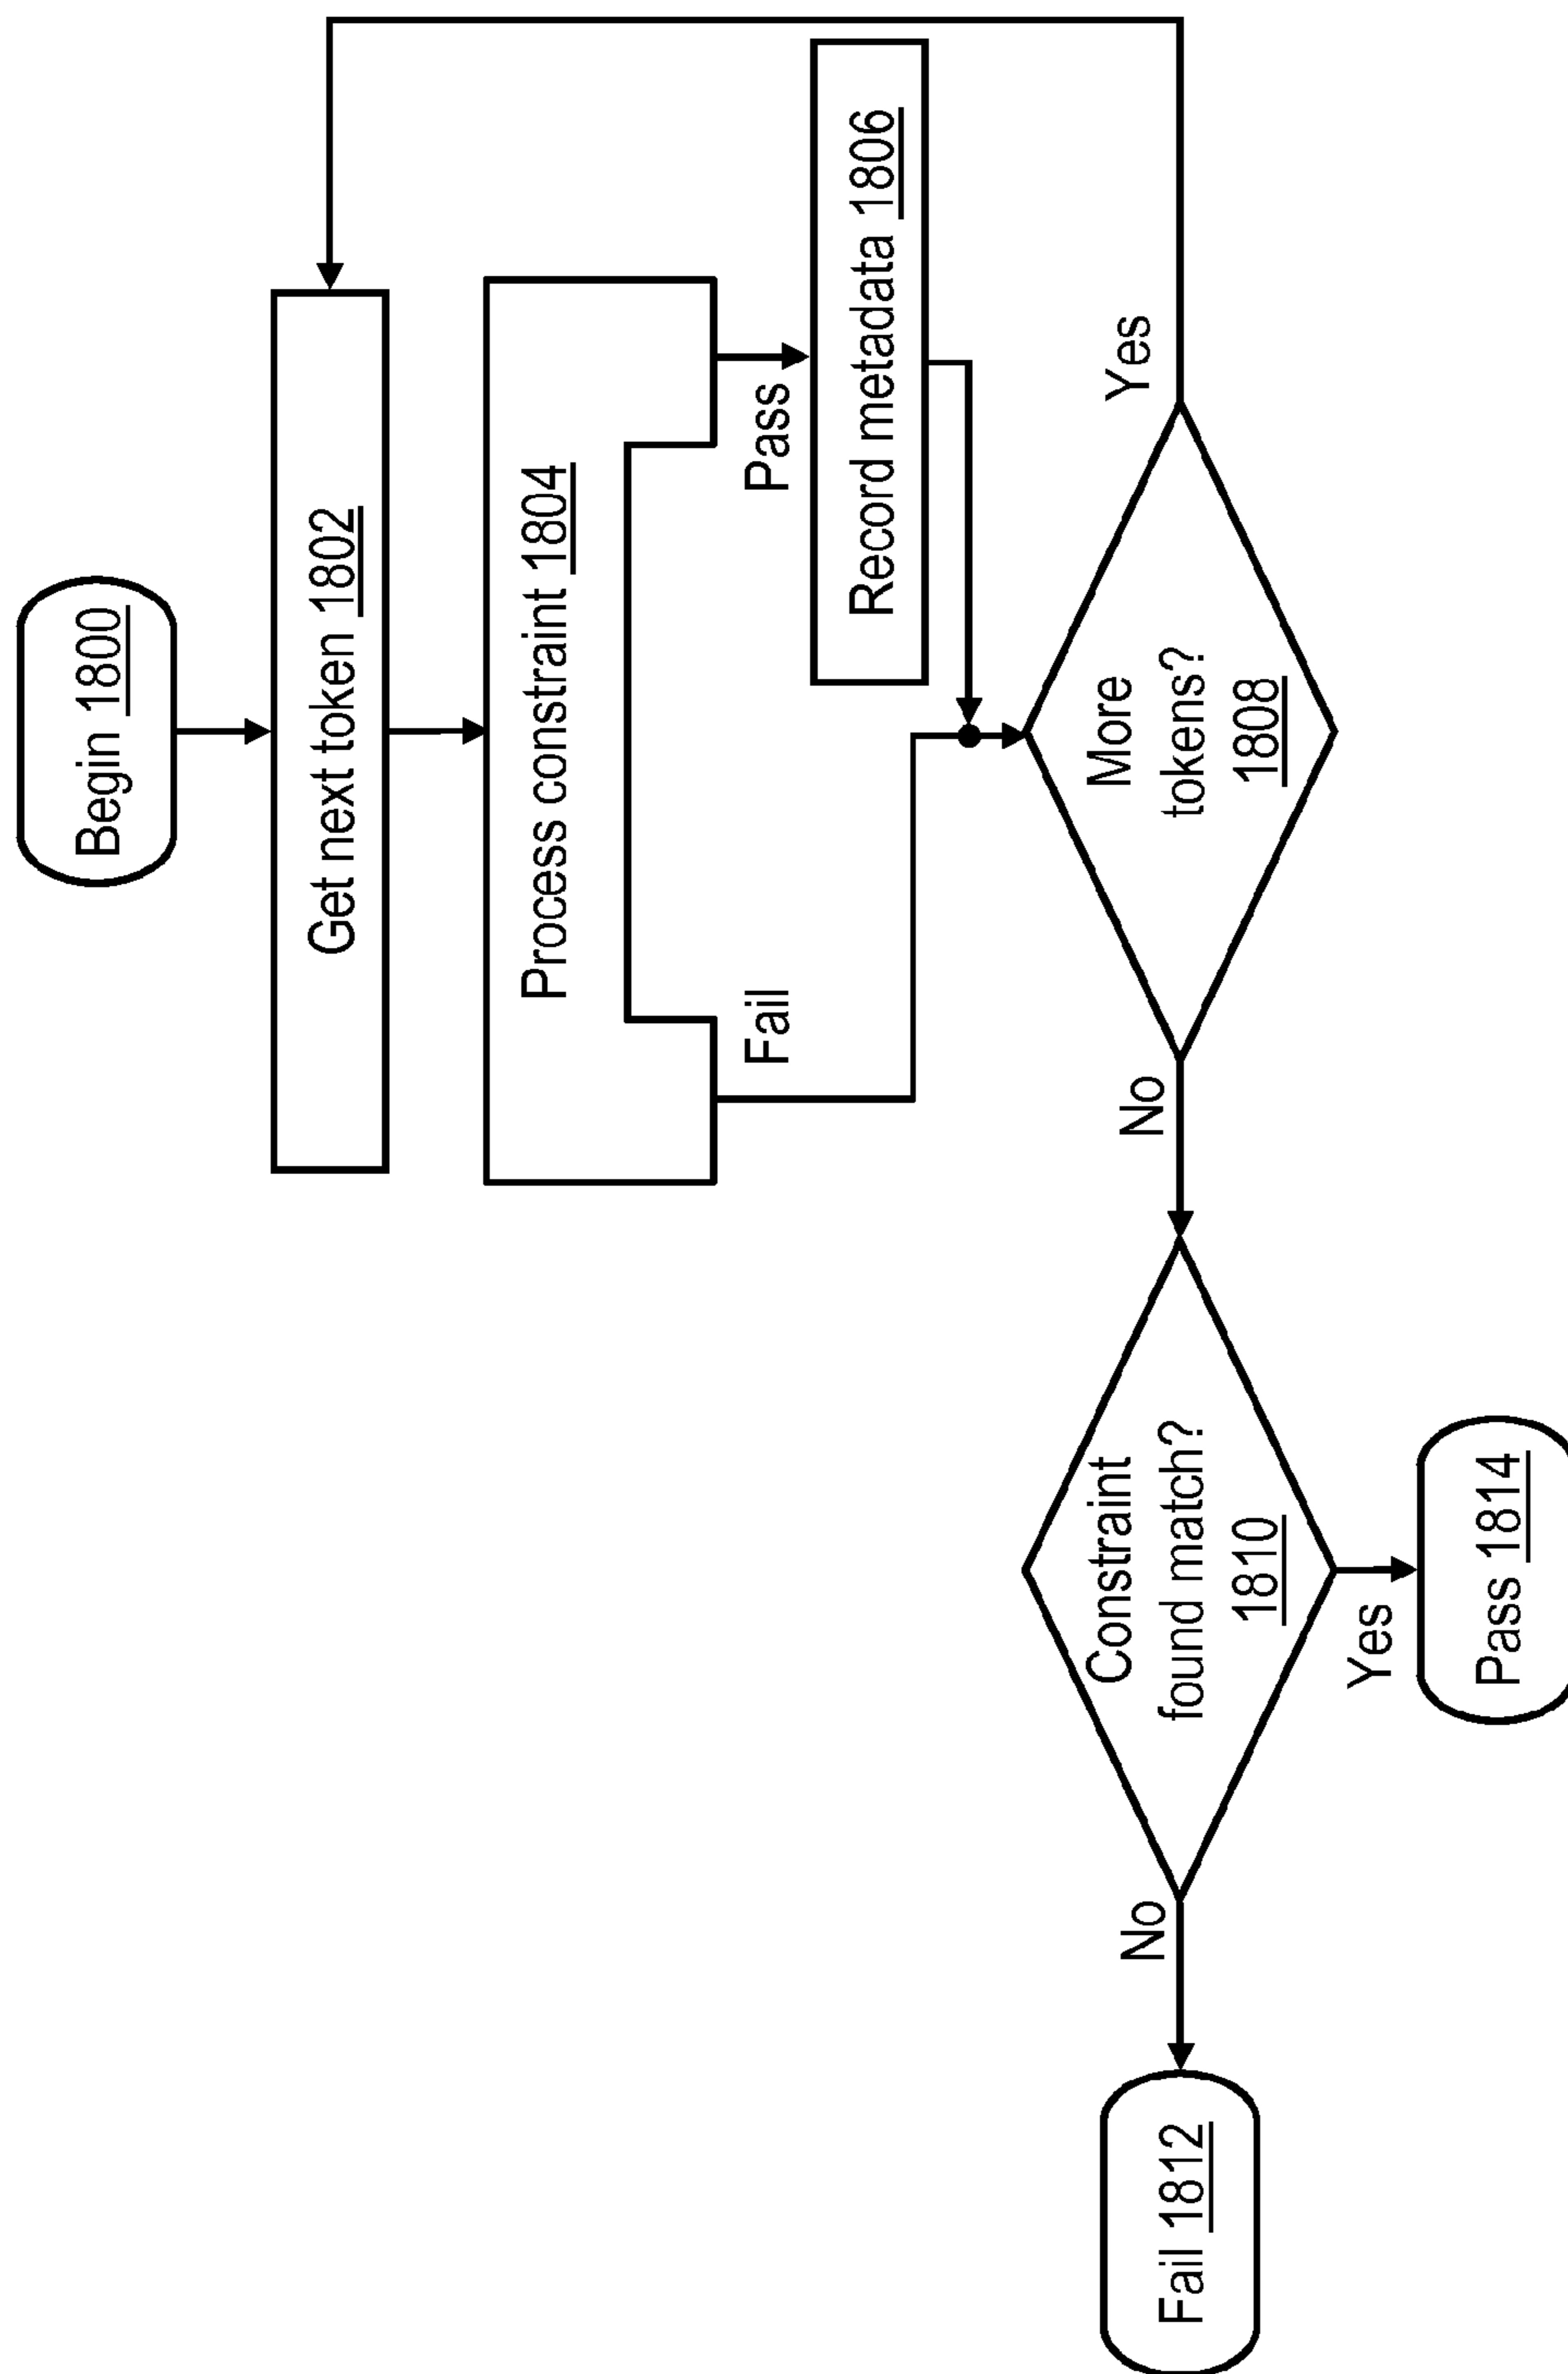 Begin 1800
Get next token 1802
Process constraint 1804
Fail
Pass
Record metadata 1806
More
tokens?
1808
Yes
No
Constraint
found match?
1810
No
Yes
Fail 1812
Pass 1814